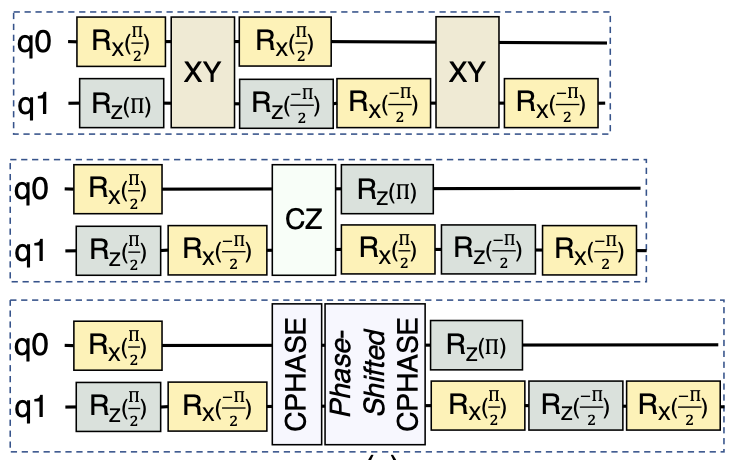 q0 R_X(Π/2) XY R_X(Π/2) XY
q1 R_Z(Π) R_Z(-Π/2) R_X(-Π/2) R_X(-Π/2)
q0 R_X(Π/2) CZ R_Z(Π)
q1 R_Z(Π/2) R_X(-Π/2) R_X(Π/2) R_Z(-Π/2) R_X(-Π/2)
q0 R_X(Π/2) CPHASE Phase-Shifted CPHASE R_Z(Π)
q1 R_Z(Π/2) R_X(-Π/2) R_X(Π/2) R_Z(-Π/2) R_X(-Π/2)